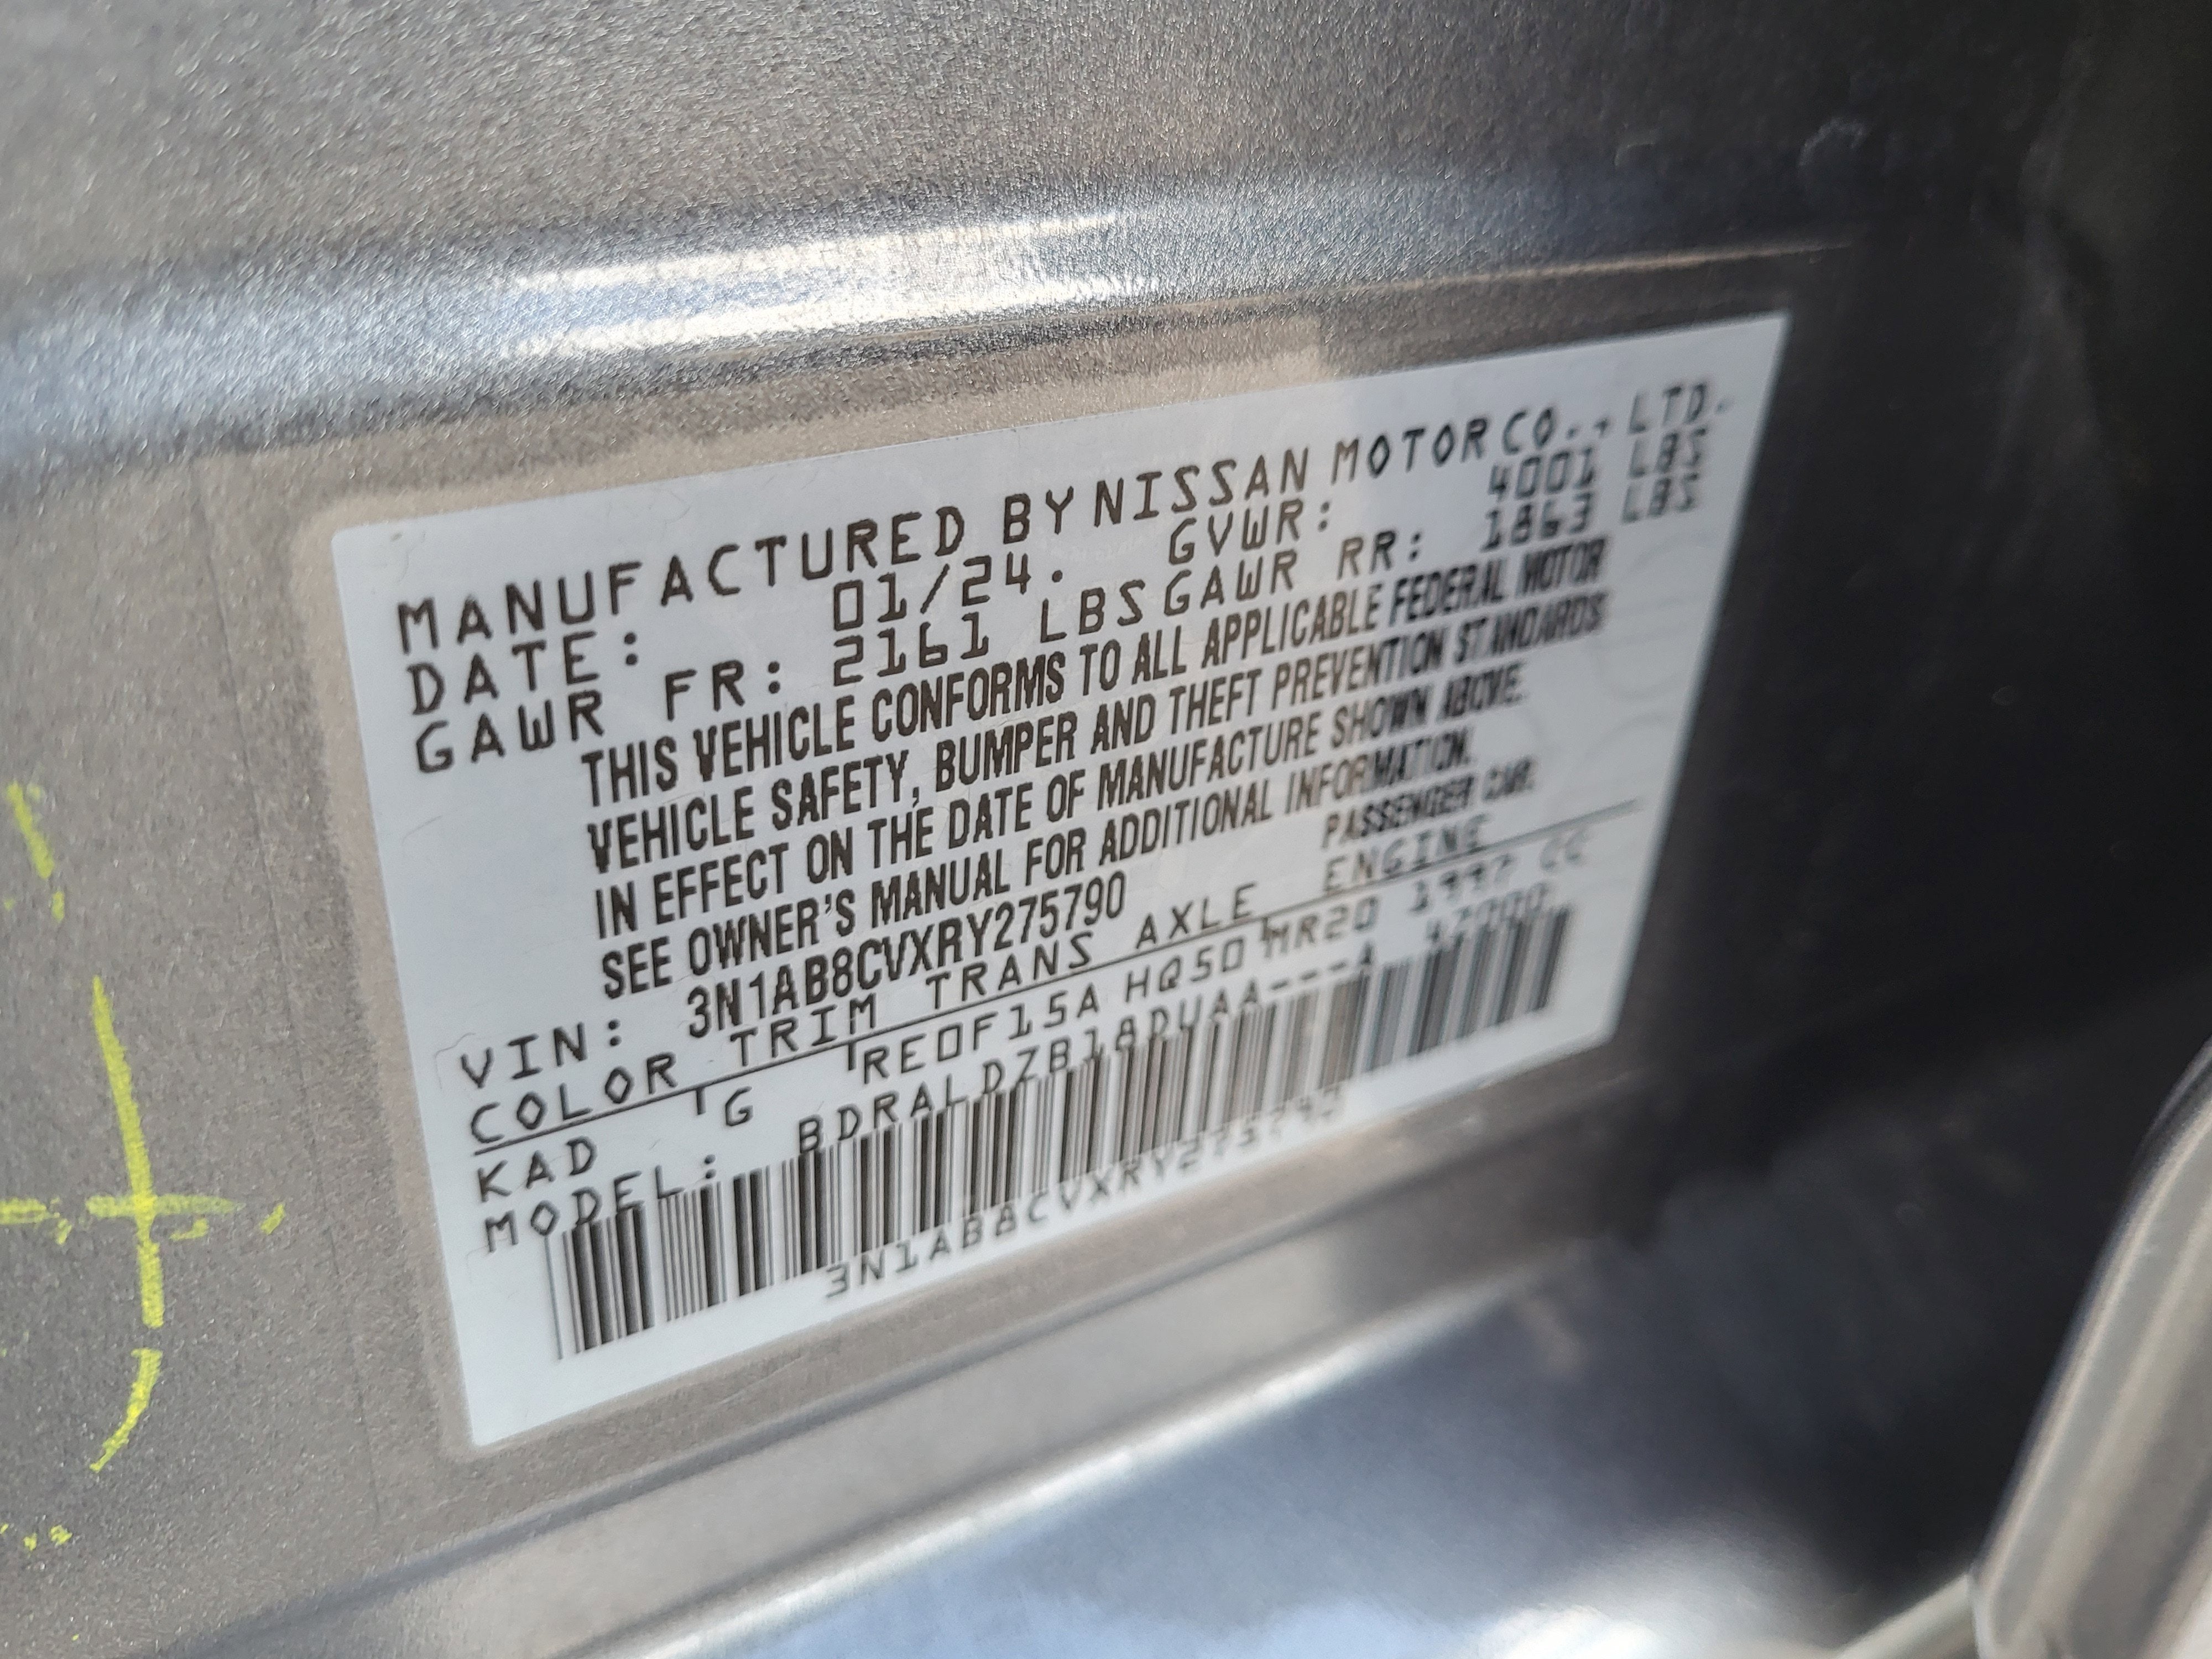 MANUFACTURED BY NISSAN MOTOR CO., LTD.
DATE: 01/24. GVWR: 4001 LBS
GAWR FR: 2161 LBS GAWR RR: 1863 LBS
THIS VEHICLE CONFORMS TO ALL APPLICABLE FEDERAL MOTOR
VEHICLE SAFETY, BUMPER AND THEFT PREVENTION STANDARDS
IN EFFECT ON THE DATE OF MANUFACTURE SHOWN ABOVE.
SEE OWNER'S MANUAL FOR ADDITIONAL INFORMATION.
VIN: 3N1AB8CVXRY275790 PASSENGER CAR.
COLOR TRIM TRANS AXLE ENGINE
KAD G RE0F15A HQ50 MR20 1997 CC
MODEL: BDRALDZB18DUAA---A
3N1AB8CVXRY275790